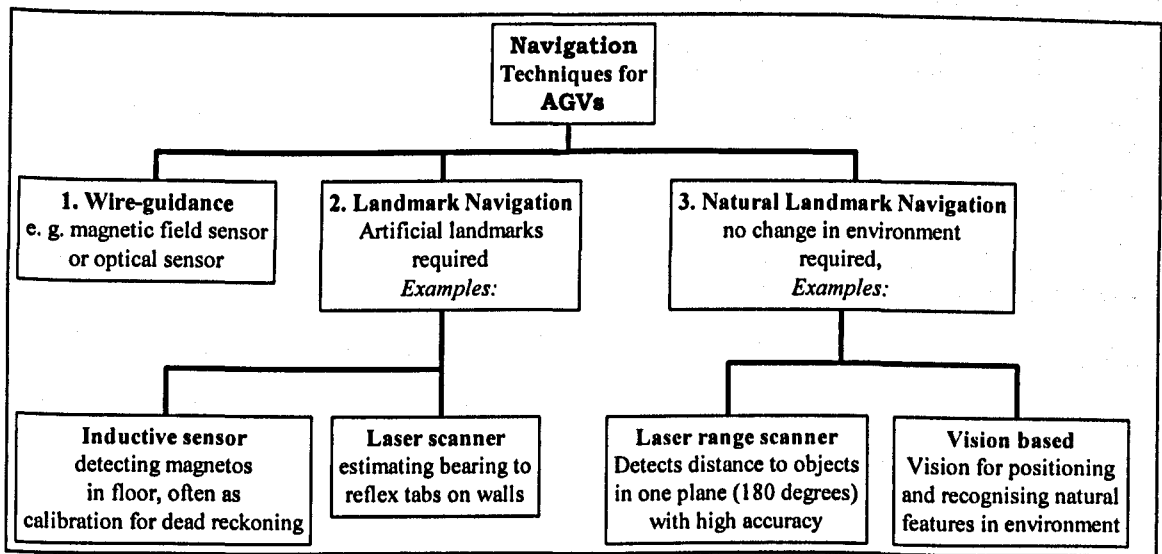 Navigation
Techniques for
AGVs
1. Wire-guidance
e. g. magnetic field sensor
or optical sensor
2. Landmark Navigation
Artificial landmarks
required
Examples:
3. Natural Landmark Navigation
no change in environment
required,
Examples:
Inductive sensor
detecting magnetos
in floor, often as
calibration for dead reckoning
Laser scanner
estimating bearing to
reflex tabs on walls
Laser range scanner
Detects distance to objects
in one plane (180 degrees)
with high accuracy
Vision based
Vision for positioning
and recognising natural
features in environment